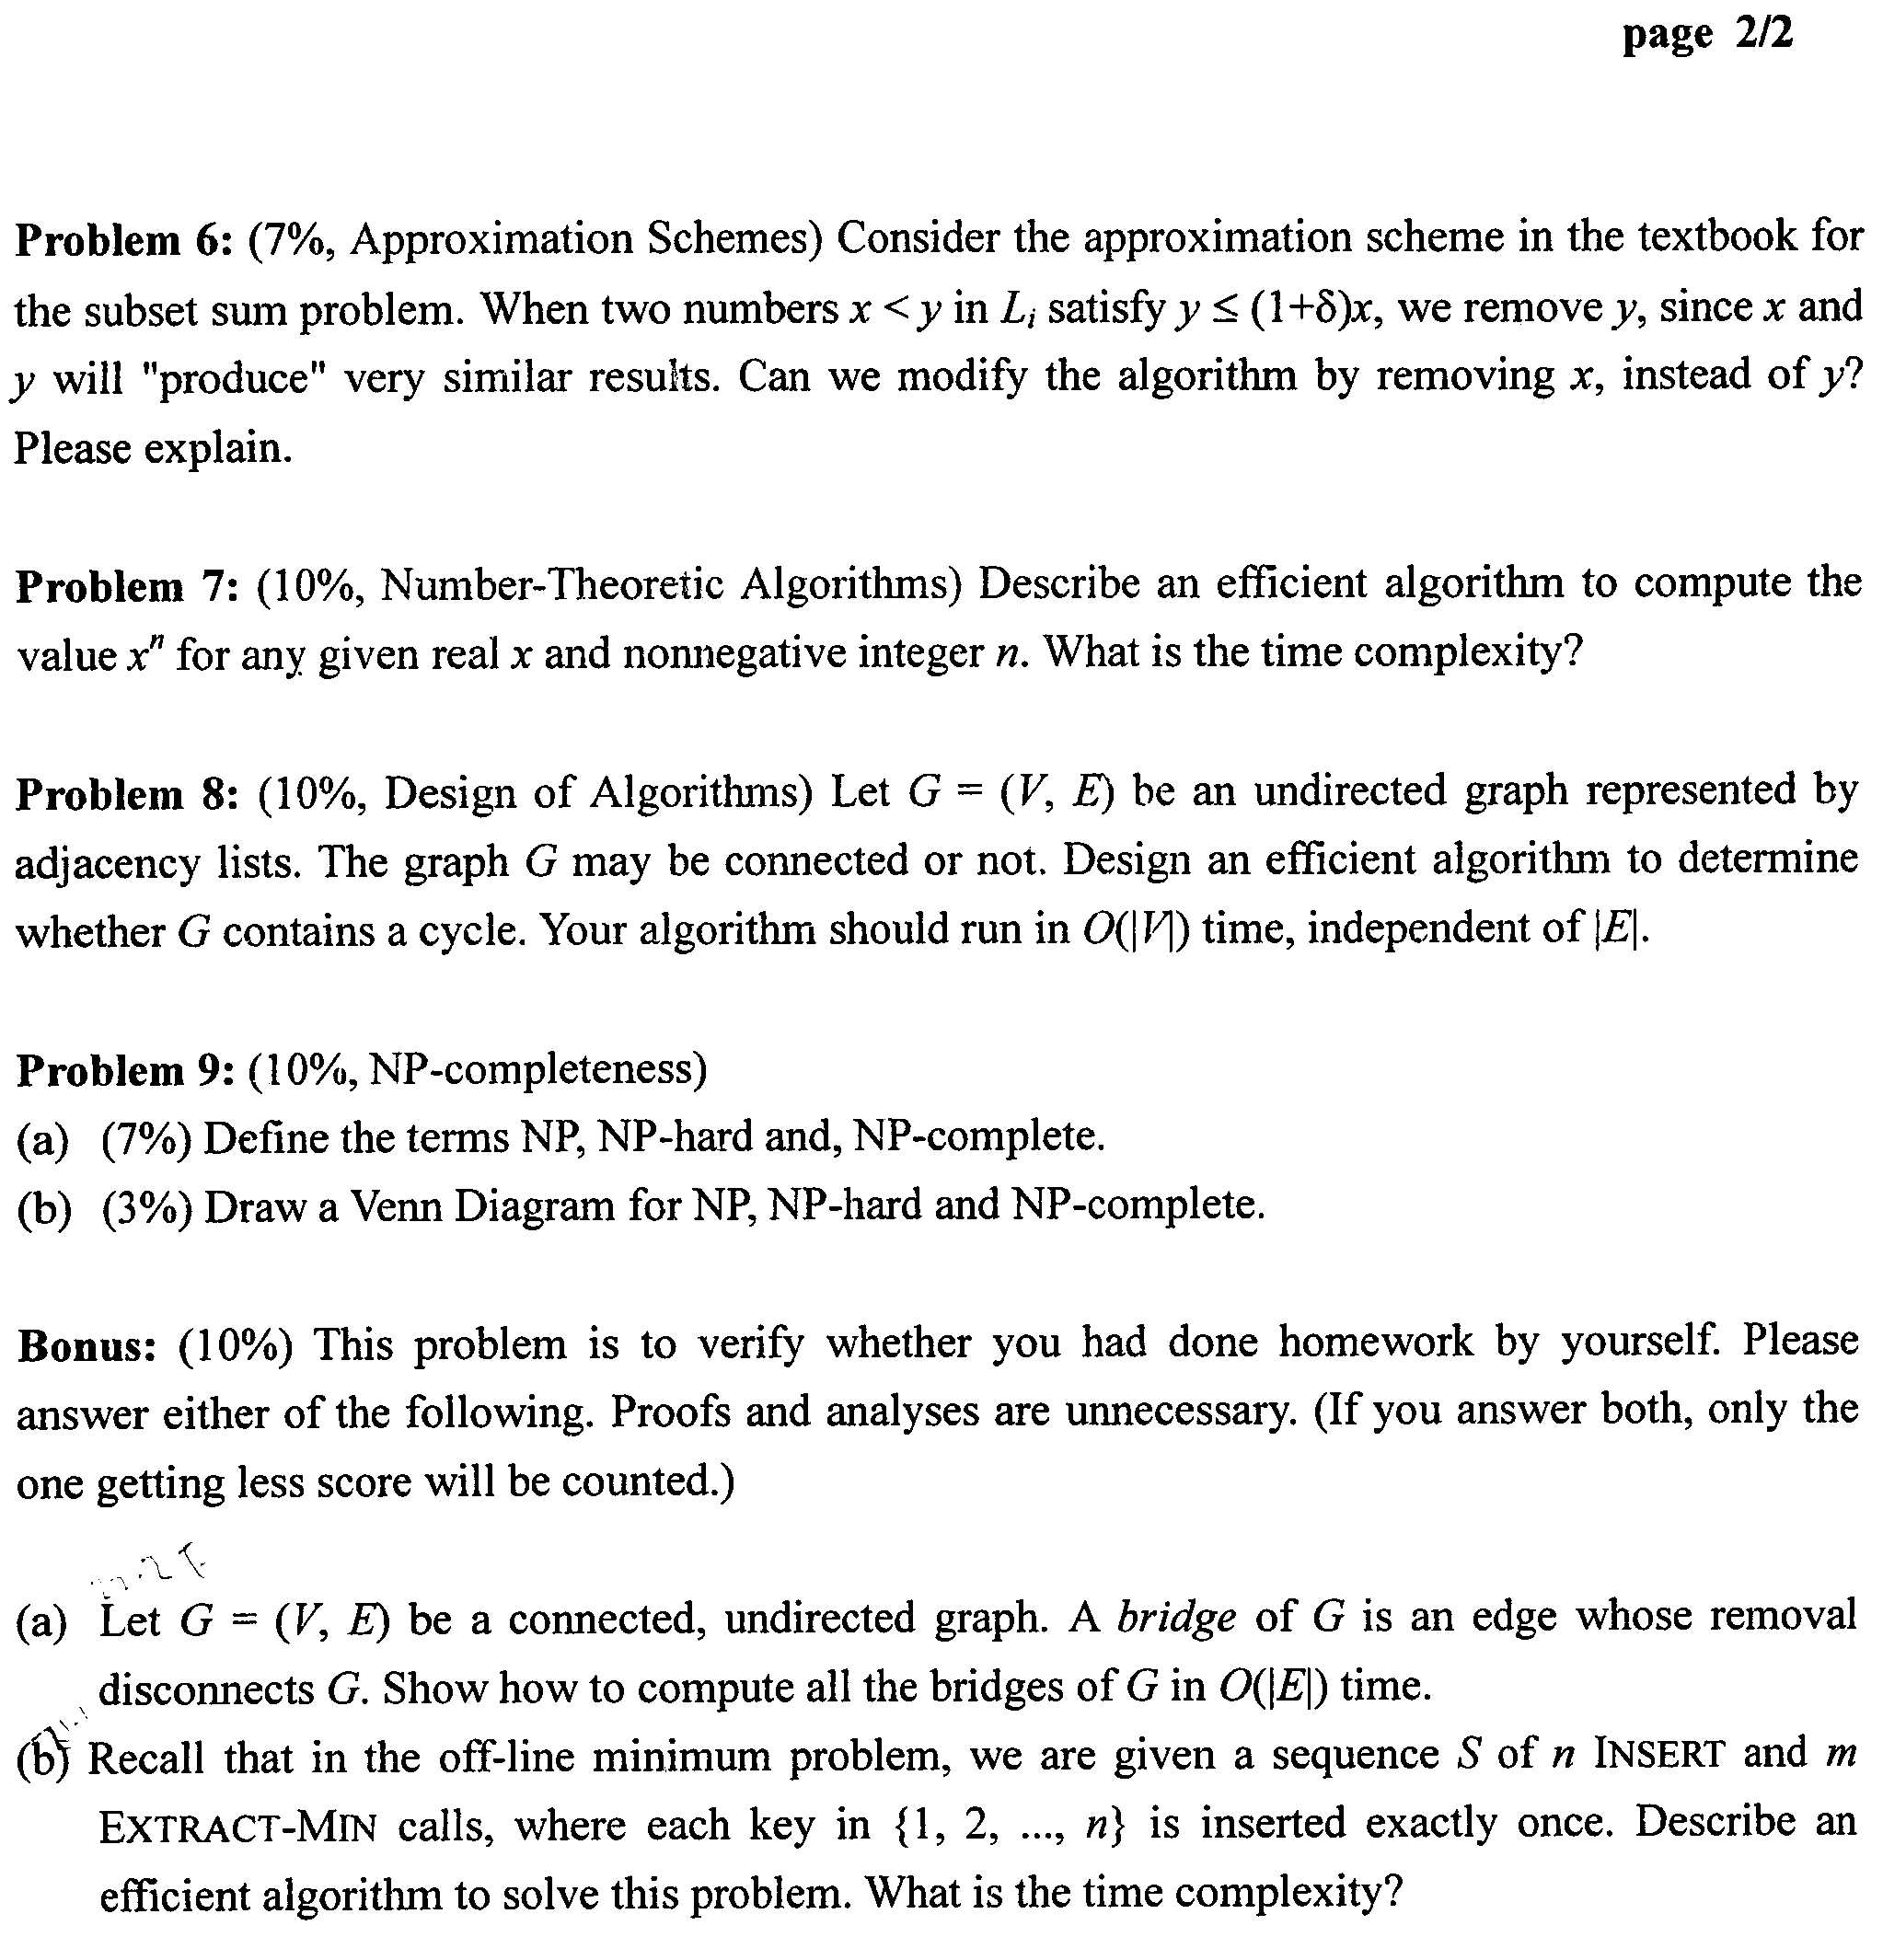 page 2/2
Problem 6: (7%, Approximation Schemes) Consider the approximation scheme in the textbook for
the subset sum problem. When two numbers x < y in Li satisfy y ≤ (1+δ)x, we remove y, since x and
y will "produce" very similar results. Can we modify the algorithm by removing x, instead of y?
Please explain.
Problem 7: (10%, Number-Theoretic Algorithms) Describe an efficient algorithm to compute the
value xⁿ for any given real x and nonnegative integer n. What is the time complexity?
Problem 8: (10%, Design of Algorithms) Let G = (V, E) be an undirected graph represented by
adjacency lists. The graph G may be connected or not. Design an efficient algorithm to determine
whether G contains a cycle. Your algorithm should run in O(|V|) time, independent of |E|.
Problem 9: (10%, NP-completeness)
(a) (7%) Define the terms NP, NP-hard and, NP-complete.
(b) (3%) Draw a Venn Diagram for NP, NP-hard and NP-complete.
Bonus: (10%) This problem is to verify whether you had done homework by yourself. Please
answer either of the following. Proofs and analyses are unnecessary. (If you answer both, only the
one getting less score will be counted.)
(a) Let G = (V, E) be a connected, undirected graph. A bridge of G is an edge whose removal
disconnects G. Show how to compute all the bridges of G in O(|E|) time.
(b) Recall that in the off-line minimum problem, we are given a sequence S of n INSERT and m
EXTRACT-MIN calls, where each key in {1, 2, ..., n} is inserted exactly once. Describe an
efficient algorithm to solve this problem. What is the time complexity?